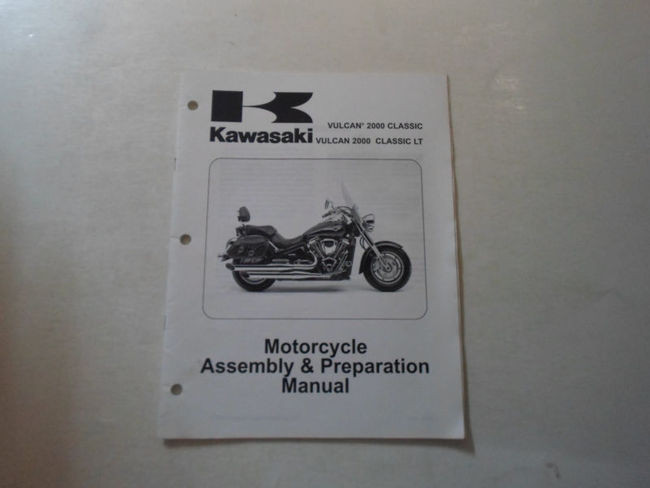 VULCAN® 2000 CLASSIC
Kawasaki
VULCAN 2000 CLASSIC LT
Motorcycle
Assembly & Preparation
Manual